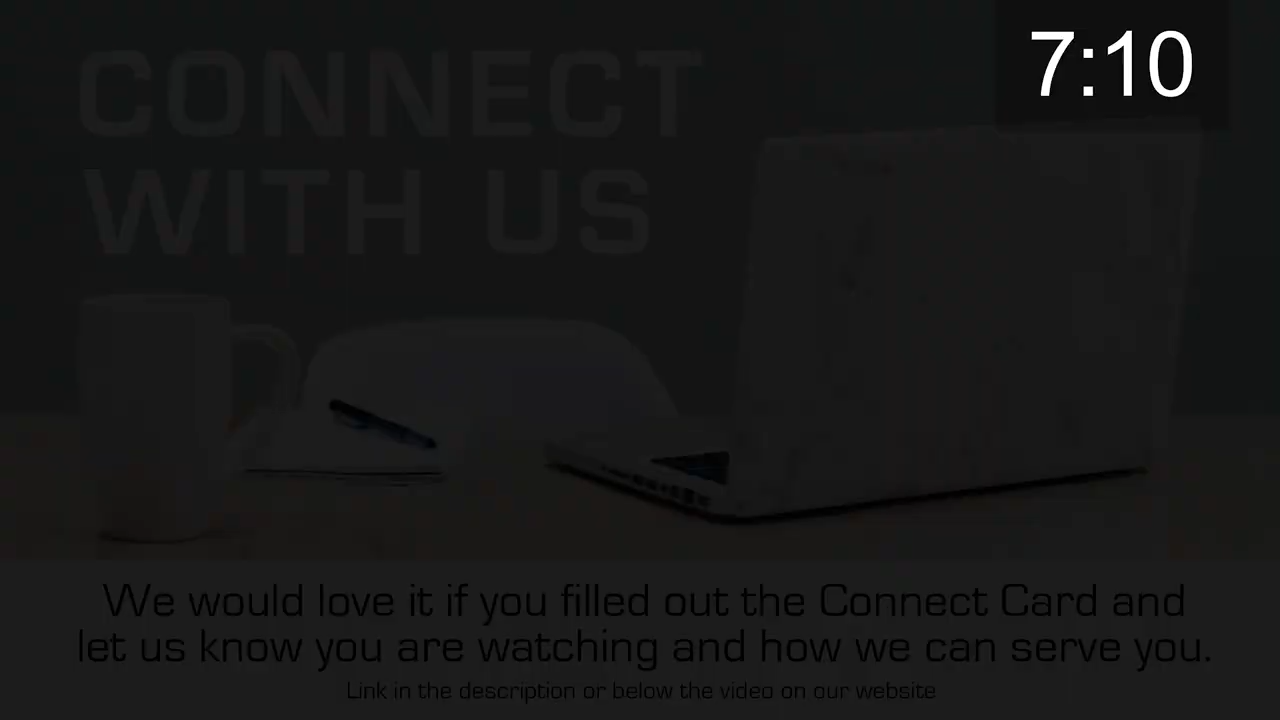 7:10
CONNECT
WITH US
We would love it if you filled out the Connect Card and
let us know you are watching and how we can serve you.
Link in the description or below the video on our website